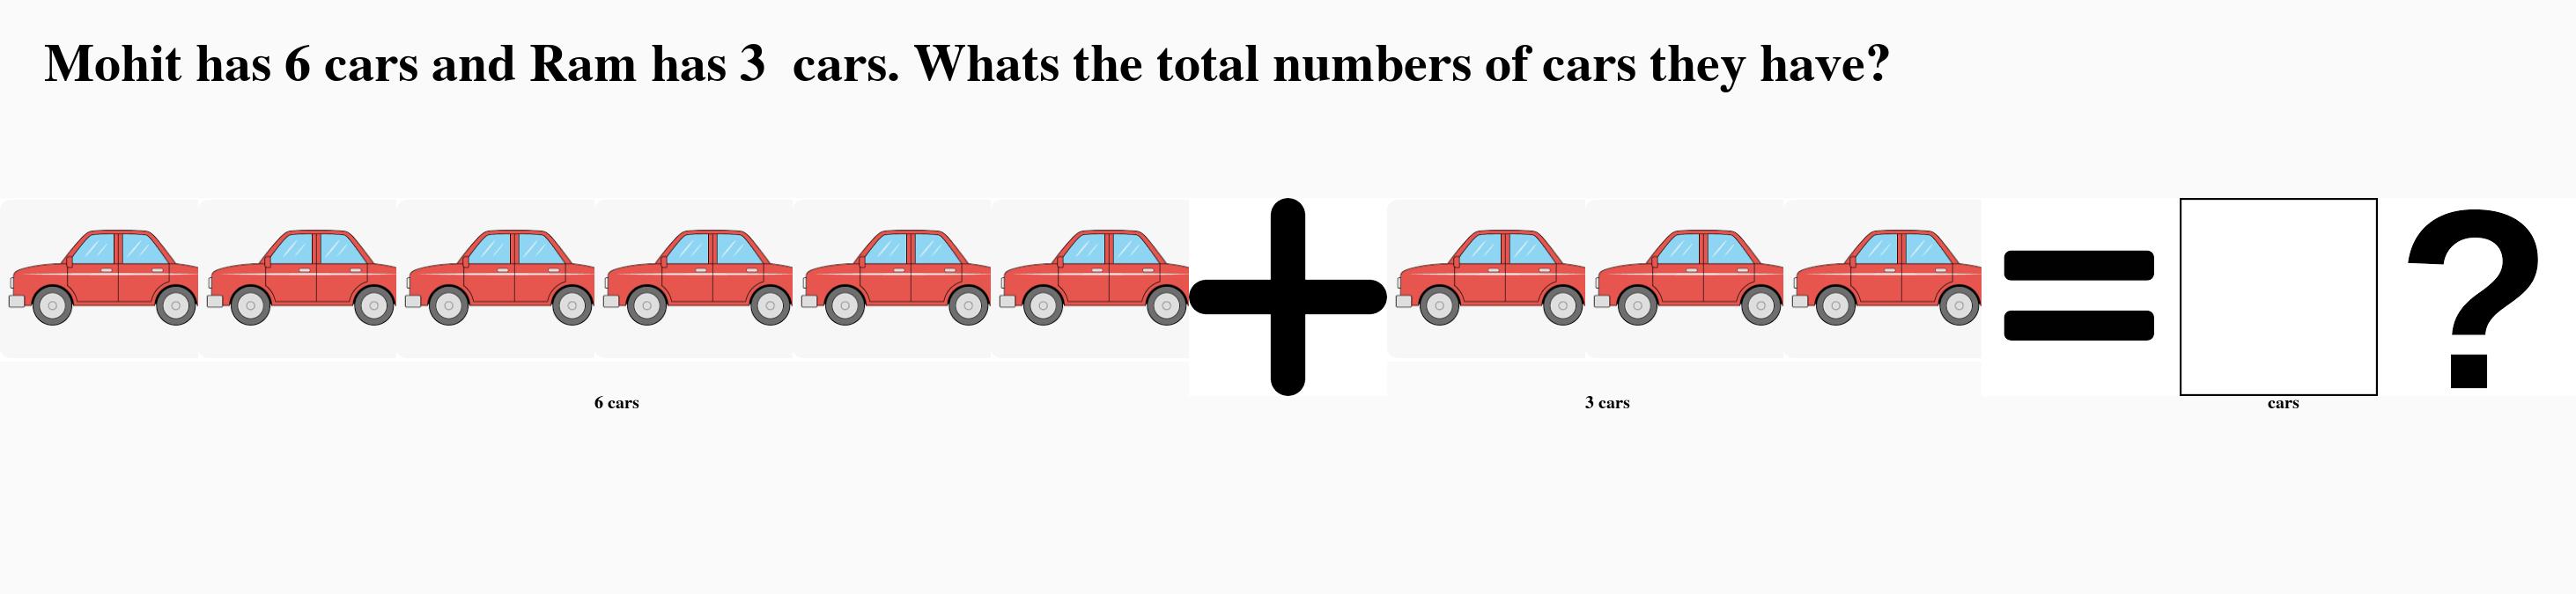 Mohit has 6 cars and Ram has 3  cars. Whats the total numbers of cars they have?
+ = ?
6 cars 3 cars cars